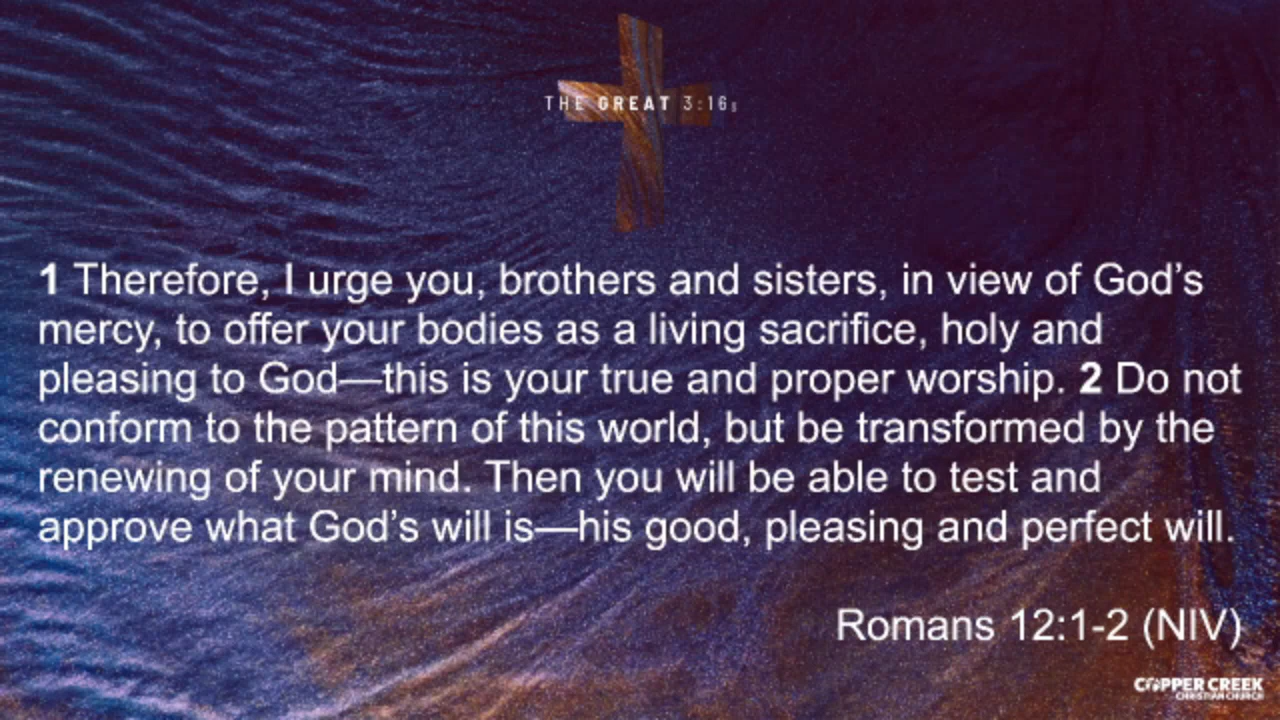 THE GREAT 3:16s
1 Therefore, I urge you, brothers and sisters, in view of God’s
mercy, to offer your bodies as a living sacrifice, holy and
pleasing to God—this is your true and proper worship. 2 Do not
conform to the pattern of this world, but be transformed by the
renewing of your mind. Then you will be able to test and
approve what God’s will is—his good, pleasing and perfect will.
Romans 12:1-2 (NIV)
COPPER CREEK
CHRISTIAN CHURCH